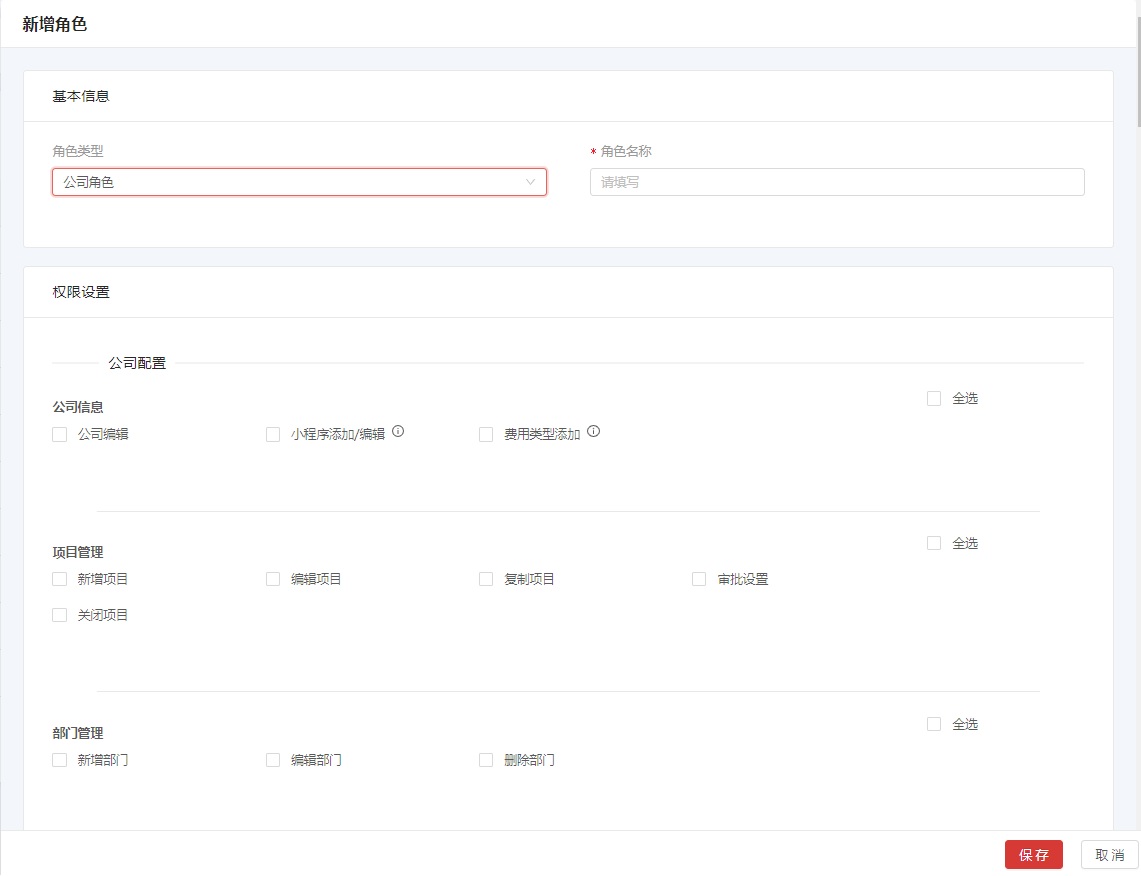 新增角色
基本信息
角色类型
* 角色名称
公司角色
请填写
权限设置
公司配置
公司信息
全选
公司编辑
小程序添加/编辑
费用类型添加
项目管理
全选
新增项目
编辑项目
复制项目
审批设置
关闭项目
部门管理
全选
新增部门
编辑部门
删除部门
保存
取消